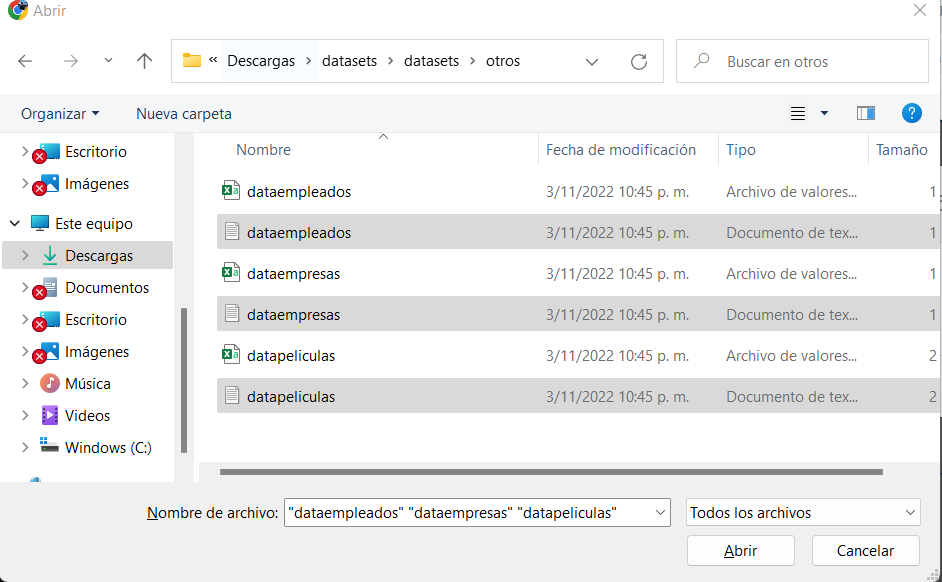 Abrir
« Descargas > datasets > datasets > otros
Buscar en otros
Organizar
Nueva carpeta
?
Escritorio
Imágenes
Este equipo
Descargas
Documentos
Escritorio
Imágenes
Música
Videos
Windows (C:)
Nombre Fecha de modificación Tipo Tamaño
dataempleados 3/11/2022 10:45 p. m. Archivo de valores... 1
dataempleados 3/11/2022 10:45 p. m. Documento de tex... 1
dataempresas 3/11/2022 10:45 p. m. Archivo de valores... 1
dataempresas 3/11/2022 10:45 p. m. Documento de tex... 1
datapeliculas 3/11/2022 10:45 p. m. Archivo de valores... 2
datapeliculas 3/11/2022 10:45 p. m. Documento de tex... 2
Nombre de archivo: "dataempleados" "dataempresas" "datapeliculas" Todos los archivos
Abrir Cancelar